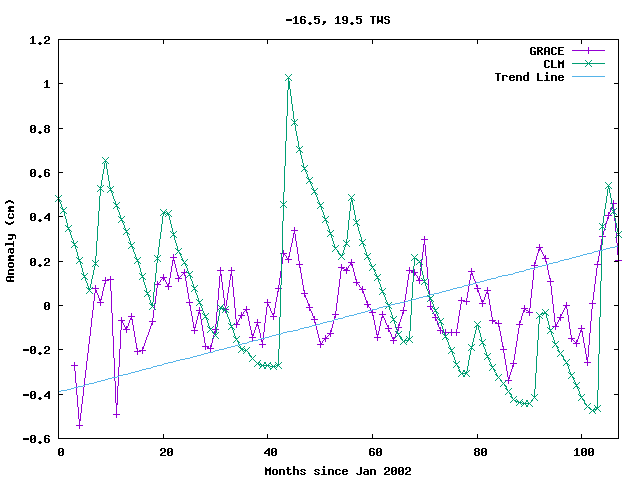 -16.5, 19.5 TWS
GRACE
CLM
Trend Line
1.2
1
0.8
0.6
0.4
0.2
0
-0.2
-0.4
-0.6
Anomaly (cm)
0 20 40 60 80 100
Months since Jan 2002